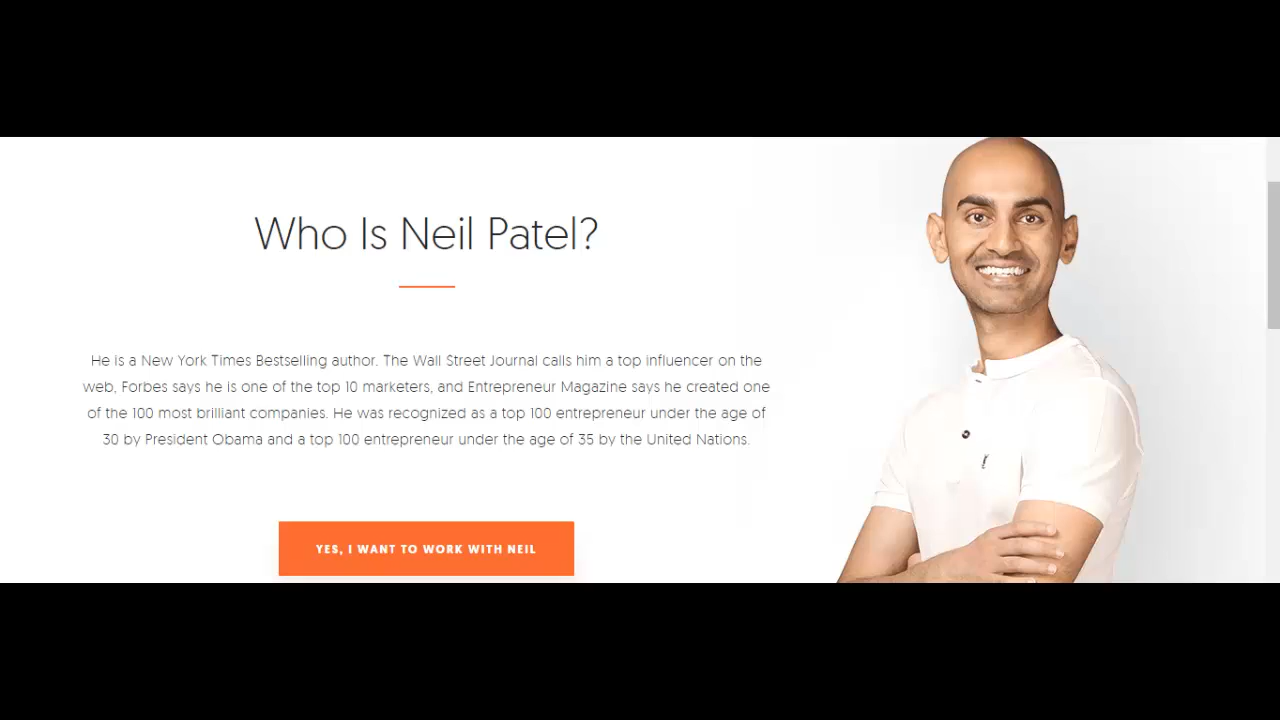 Who Is Neil Patel?
He is a New York Times Bestselling author. The Wall Street Journal calls him a top influencer on the
web, Forbes says he is one of the top 10 marketers, and Entrepreneur Magazine says he created one
of the 100 most brilliant companies. He was recognized as a top 100 entrepreneur under the age of
30 by President Obama and a top 100 entrepreneur under the age of 35 by the United Nations.
YES, I WANT TO WORK WITH NEIL